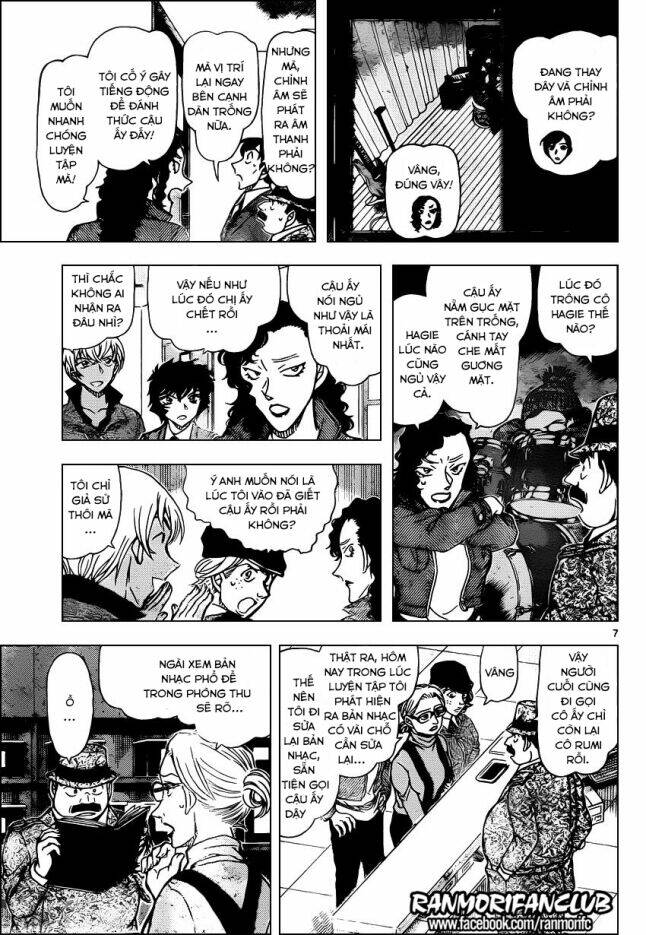 ĐANG THAY
DÂY VÀ CHỈNH
ÂM PHẢI
KHÔNG?
VÂNG,
ĐÚNG VẬY!
NHƯNG
MÀ,
CHỈNH
ÂM SẼ
PHÁT
RA ÂM
THANH PHẢI
KHÔNG?
MÀ VỊ TRÍ
LẠI NGAY
BÊN CẠNH
DÀN TRỐNG
NỮA.
TÔI CỐ Ý GÂY
TIẾNG ĐỘNG
ĐỂ ĐÁNH
THỨC CẬU
ẤY ĐẤY!
TÔI
MUỐN
NHANH
CHÓNG
LUYỆN
TẬP
MÀ!
LÚC ĐÓ
TRÔNG CÔ
HAGIE THẾ
NÀO?
CẬU ẤY
NẰM GỤC MẶT
TRÊN TRỐNG,
CÁNH TAY
CHE MẤT
GƯƠNG
MẶT.
HAGIE
LÚC NÀO
CŨNG
NGỦ VẬY
CẢ.
CẬU ẤY
NÓI NGỦ
NHƯ VẬY LÀ
THOẢI MÁI
NHẤT.
VẬY NẾU NHƯ
LÚC ĐÓ CHỊ ẤY
CHẾT RỒI
...
THÌ CHẮC
KHÔNG AI
NHẬN RA
ĐÂU NHỈ?
Ý ANH MUỐN NÓI LÀ
LÚC TÔI VÀO ĐÃ GIẾT
CẬU ẤY RỒI PHẢI
KHÔNG?
TÔI CHỈ
GIẢ SỬ
THÔI MÀ
...
7
VẬY
NGƯỜI
CUỐI CÙNG
ĐI GỌI
CÔ ẤY CHỈ
CÒN LẠI
CÔ RUMI
RỒI.
VÂNG
THẬT RA, HÔM
NAY TRONG LÚC
LUYỆN TẬP TÔI
PHÁT HIỆN
RA BẢN NHẠC
CÓ VÀI CHỖ
CẦN SỬA
LẠI...
THẾ
NÊN
TÔI ĐI
SỬA
LẠI BẢN
NHẠC,
SẴN
TIỆN GỌI
CẬU ẤY
DẬY
NGÀI XEM BẢN
NHẠC PHỔ ĐỂ
TRONG PHÒNG THU
SẼ RÕ...
Ồ
...
RANMORIFANCLUB
www.facebook.com/ranmorifc